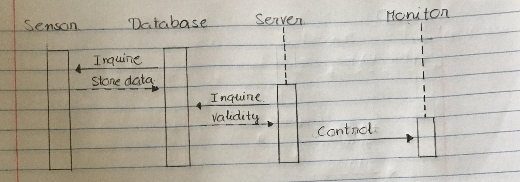 Sensor Database Server Monitor
Inquire
Store data
Inquire
validity
Control